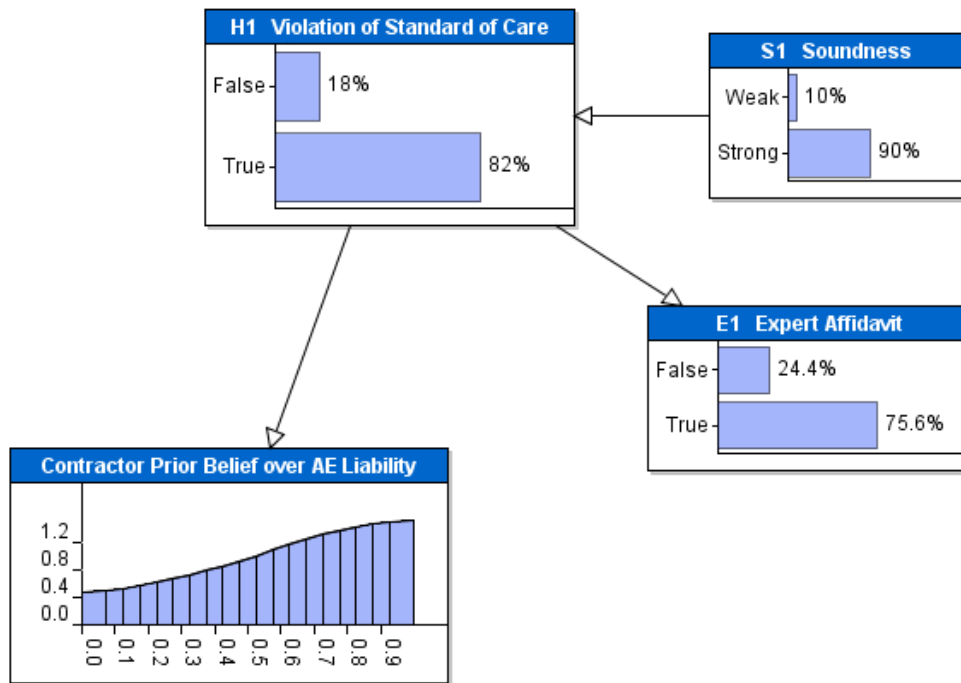 H1 Violation of Standard of Care
False
18%
True
82%
S1 Soundness
Weak
10%
Strong
90%
E1 Expert Affidavit
False
24.4%
True
75.6%
Contractor Prior Belief over AE Liability
1.2
0.8
0.4
0.0
0.0
0.1
0.2
0.3
0.4
0.5
0.6
0.7
0.8
0.9